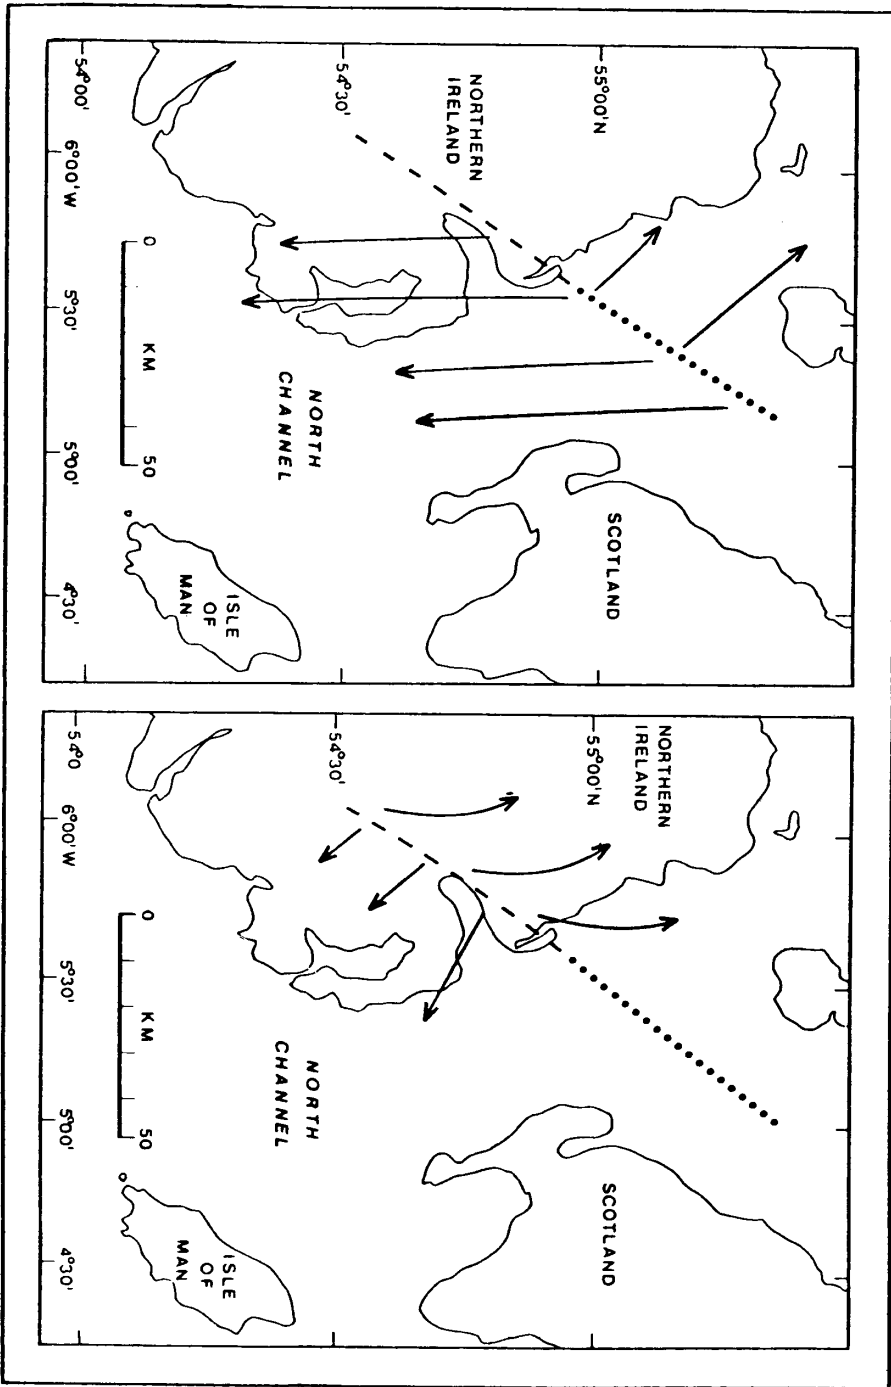 NORTHERN
IRELAND
55°00'N
54°30'
54°00'
6°00'W
5°30'
5°00'
4°30'
0
KM
50
NORTH
CHANNEL
SCOTLAND
ISLE
OF
MAN
NORTHERN
IRELAND
55°00'N
54°30'
54°0
6°00'W
5°30'
5°00'
4°30'
0
KM
50
NORTH
CHANNEL
SCOTLAND
ISLE
OF
MAN